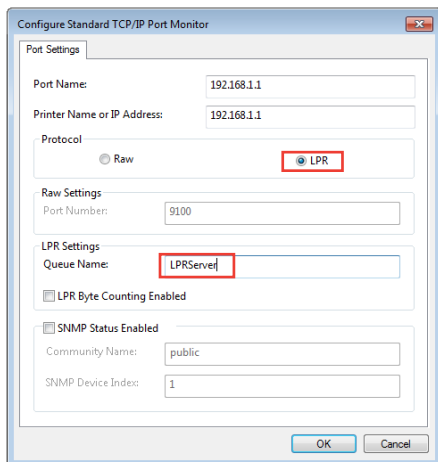 Configure Standard TCP/IP Port Monitor
Port Settings
Port Name: 192.168.1.1
Printer Name or IP Address: 192.168.1.1
Protocol
Raw LPR
Raw Settings
Port Number: 9100
LPR Settings
Queue Name: LPRServer
LPR Byte Counting Enabled
SNMP Status Enabled
Community Name: public
SNMP Device Index: 1
OK Cancel